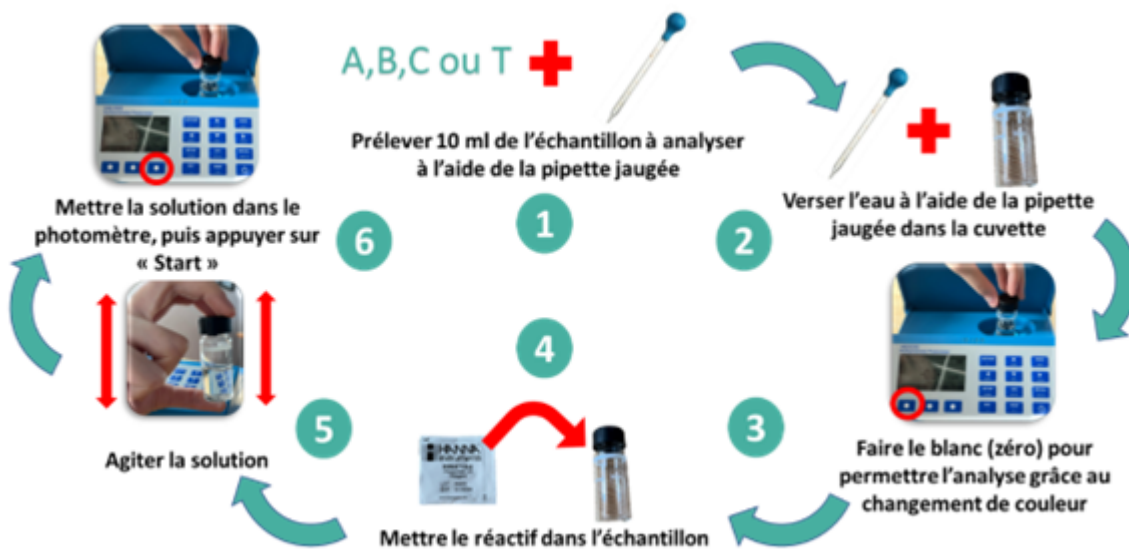 A,B,C ou T
Prélever 10 ml de l'échantillon à analyser
à l'aide de la pipette jaugée
1
Verser l'eau à l'aide de la pipette
jaugée dans la cuvette
2
Faire le blanc (zéro) pour
permettre l'analyse grâce au
changement de couleur
3
4
HANNA
Mettre le réactif dans l'échantillon
5
Agiter la solution
6
Mettre la solution dans le
photomètre, puis appuyer sur
« Start »